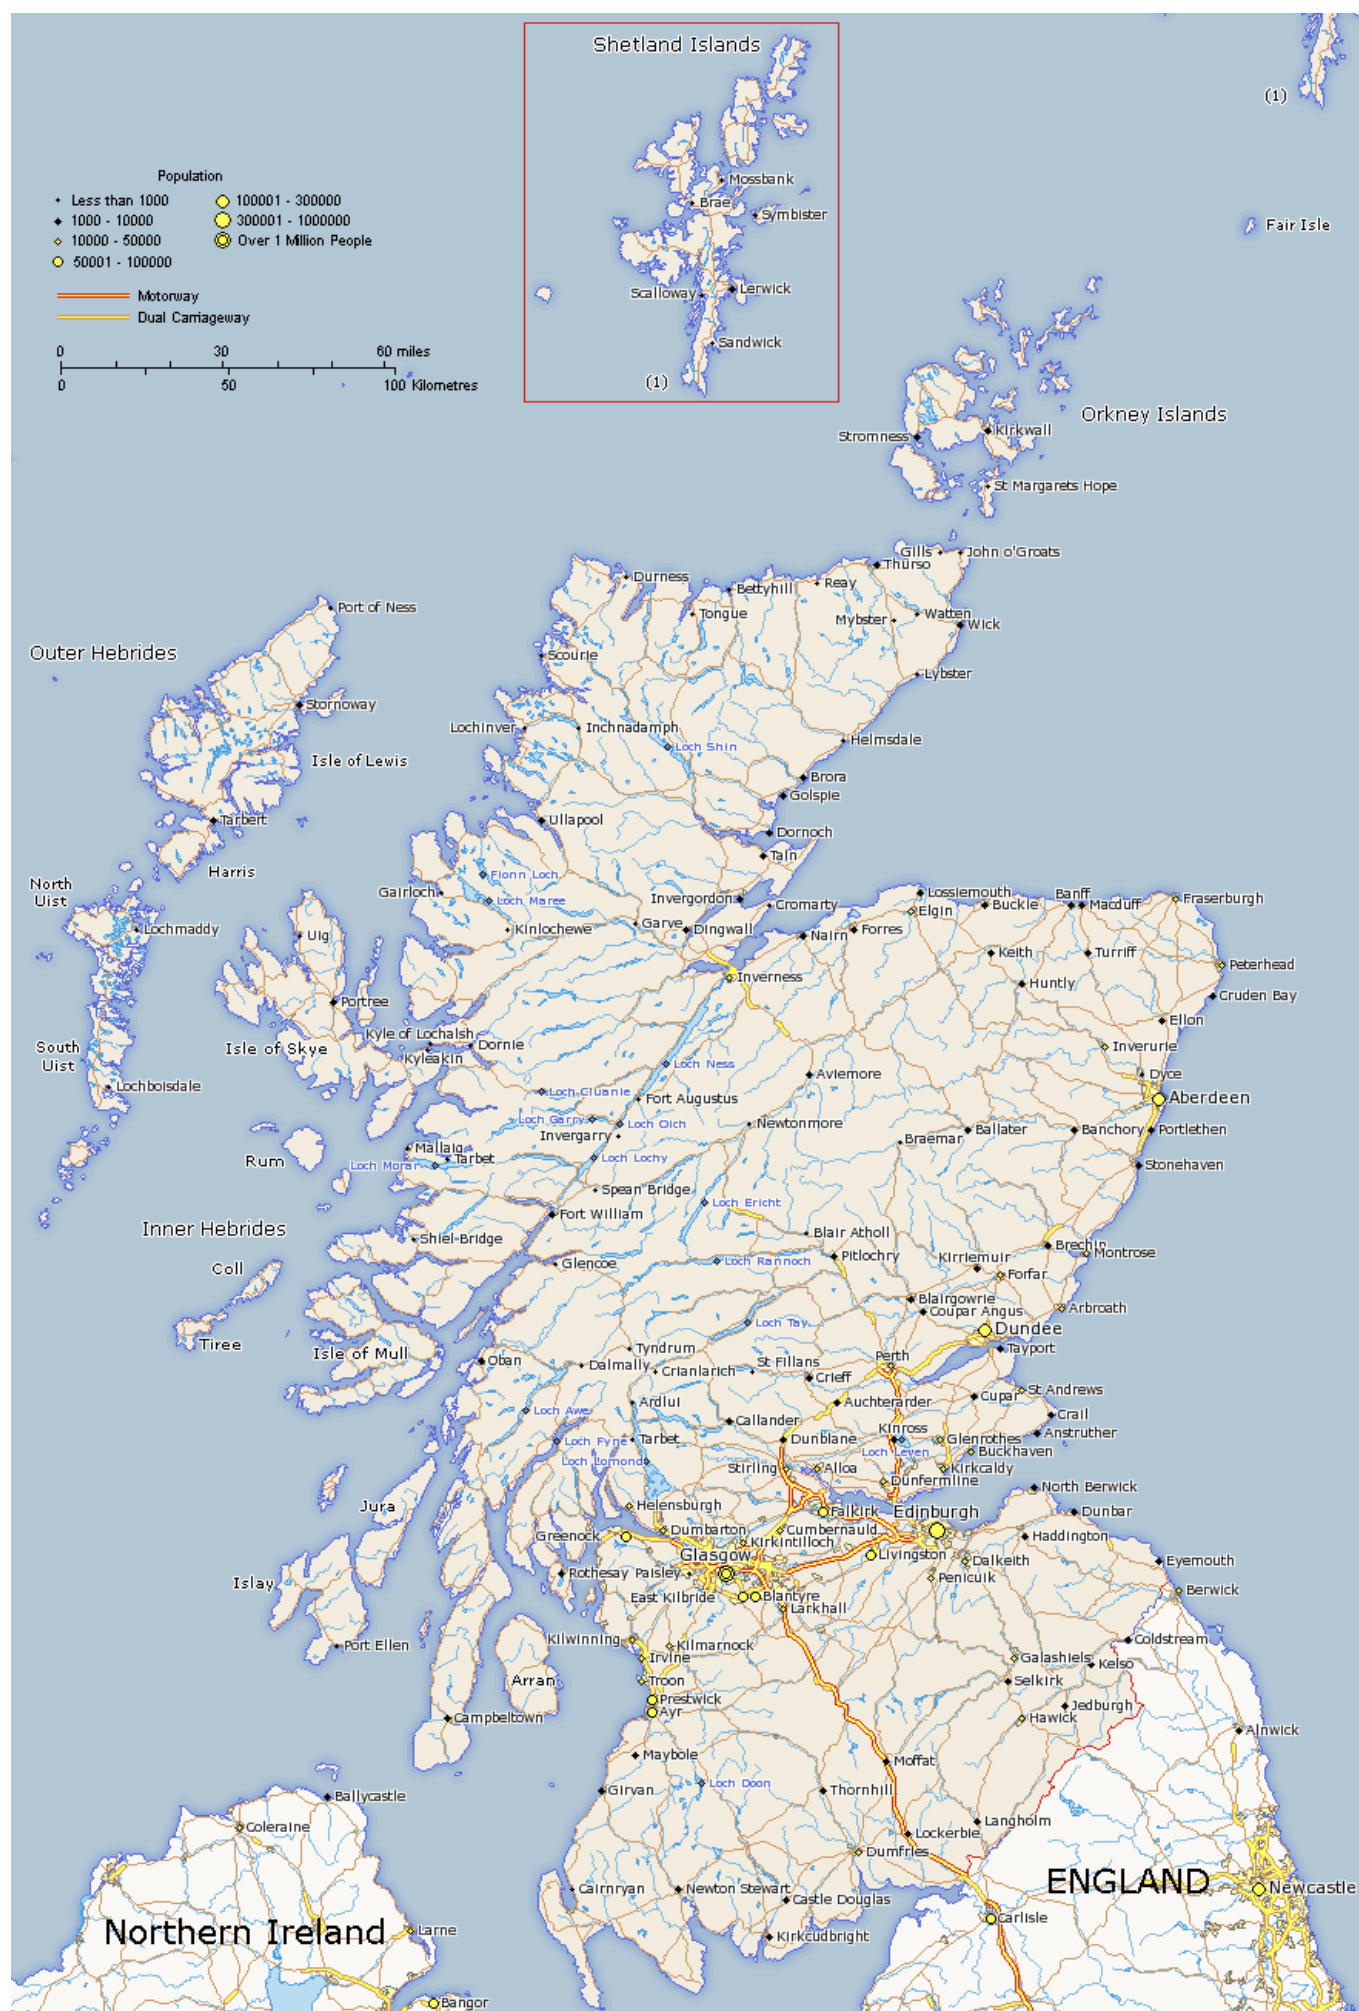 Shetland Islands
(1)
Mossbank
Brae
Symbister
Scalloway
Lerwick
Sandwick
(1)
Population
Less than 1000
1000 - 10000
10000 - 50000
50001 - 100000
100001 - 300000
300001 - 1000000
Over 1 Million People
Motorway
Dual Carriageway
0 30 60 miles
0 50 100 Kilometres
Fair Isle
Orkney Islands
Stromness
Kirkwall
St Margarets Hope
Gills
John o'Groats
Thurso
Durness
Bettyhill
Reay
Tongue
Mybster
Watten
Wick
Port of Ness
Outer Hebrides
Scourie
Lybster
Stornoway
Lochinver
Inchnadamph
Loch Shin
Helmsdale
Isle of Lewis
Brora
Golspie
Tarbert
Ullapool
Dornoch
Tain
Harris
North
Uist
Fionn Loch
Gairloch
Loch Maree
Invergordon
Cromarty
Lossiemouth
Buckie
Banff
Macduff
Fraserburgh
Elgin
Lochmaddy
Uig
Kinlochewe
Garve
Dingwall
Nairn
Forres
Keith
Turriff
Peterhead
Inverness
Huntly
Cruden Bay
Portree
Ellon
Kyle of Lochalsh
Dornie
Kyleakin
Isle of Skye
South
Uist
Inverurie
Loch Ness
Aviemore
Dyce
Lochboisdale
Loch Cluanie
Fort Augustus
Aberdeen
Loch Garry
Loch Oich
Newtonmore
Invergarry
Braemar
Ballater
Banchory
Portlethen
Mallaig
Tarbet
Loch Morar
Loch Lochy
Rum
Stonehaven
Spean Bridge
Loch Ericht
Fort William
Inner Hebrides
Shiel Bridge
Blair Atholl
Pitlochry
Kirriemuir
Brechin
Montrose
Coll
Glencoe
Loch Rannoch
Forfar
Blairgowrie
Coupar Angus
Arbroath
Loch Tay
Dundee
Tiree
Isle of Mull
Tyndrum
Tayport
Oban
Dalmally
Crianlarich
St Fillans
Crieff
Perth
Ardlui
Auchterarder
Cupar
St Andrews
Loch Awe
Callander
Crail
Loch Fyne
Tarbet
Dunblane
Kinross
Glenrothes
Anstruther
Loch Leven
Buckhaven
Loch Lomond
Stirling
Alloa
Kirkcaldy
Dunfermline
North Berwick
Jura
Helensburgh
Falkirk
Edinburgh
Dunbar
Greenock
Dumbarton
Cumbernauld
Haddington
Kirkintilloch
Glasgow
Livingston
Dalkeith
Eyemouth
Rothesay
Paisley
Penicuik
Islay
Berwick
East Kilbride
Blantyre
Larkhall
Port Ellen
Kilwinning
Kilmarnock
Coldstream
Irvine
Galashiels
Kelso
Arran
Troon
Selkirk
Prestwick
Jedburgh
Campbeltown
Ayr
Hawick
Alnwick
Maybole
Moffat
Loch Doon
Girvan
Thornhill
Ballycastle
Coleraine
Langholm
Lockerbie
Dumfries
Cairnryan
Newton Stewart
Castle Douglas
ENGLAND
Newcastle
Northern Ireland
Larne
Kirkcudbright
Carlisle
Bangor